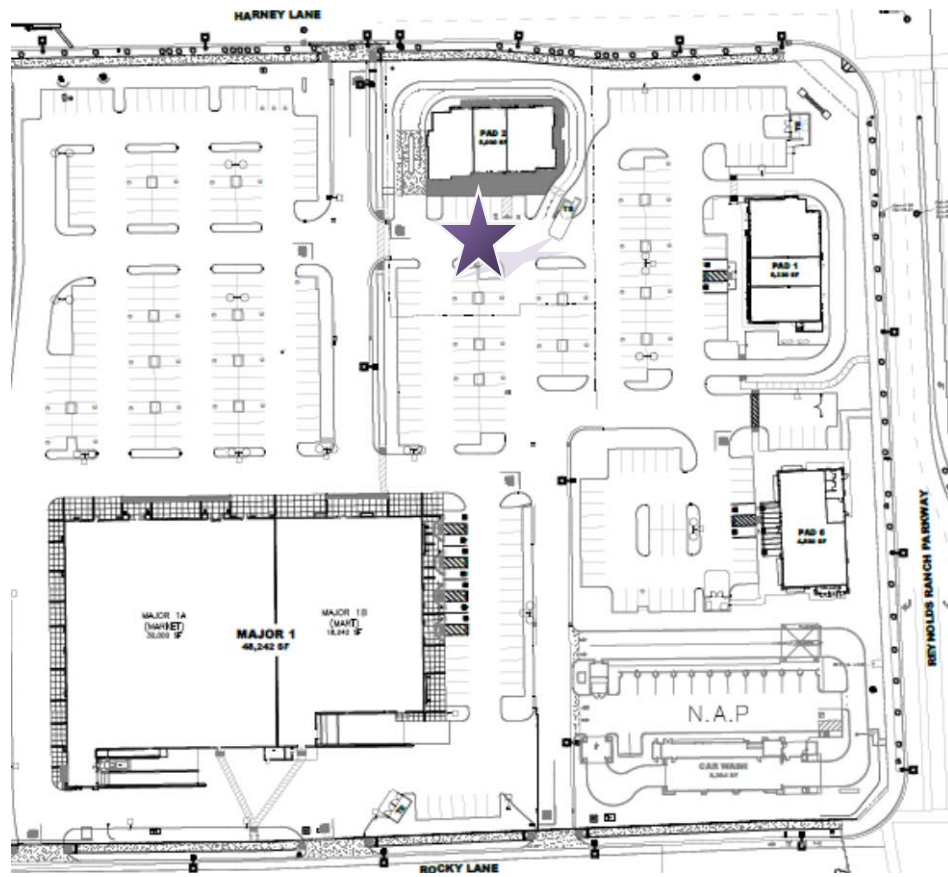 HARNEY LANE
PAD 2
PAD 1
PAD 6
REYNOLDS RANCH PARKWAY
MAJOR 1A
(MARKET)
MAJOR 1
48,242 SF
MAJOR 1B
(MART)
18,242 SF
N.A.P
CAR WASH
ROCKY LANE